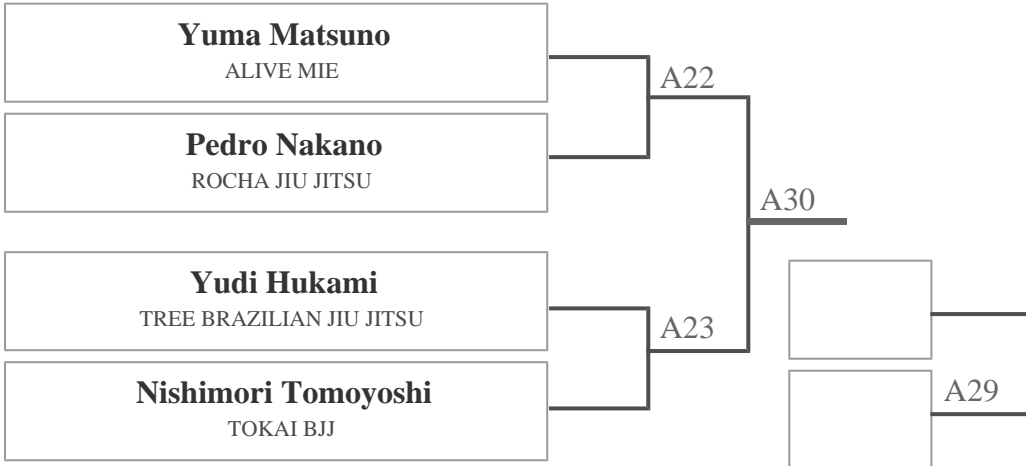 Yuma Matsuno
ALIVE MIE
A22
Pedro Nakano
ROCHA JIU JITSU
A30
Yudi Hukami
TREE BRAZILIAN JIU JITSU
A23
Nishimori Tomoyoshi
TOKAI BJJ
A29